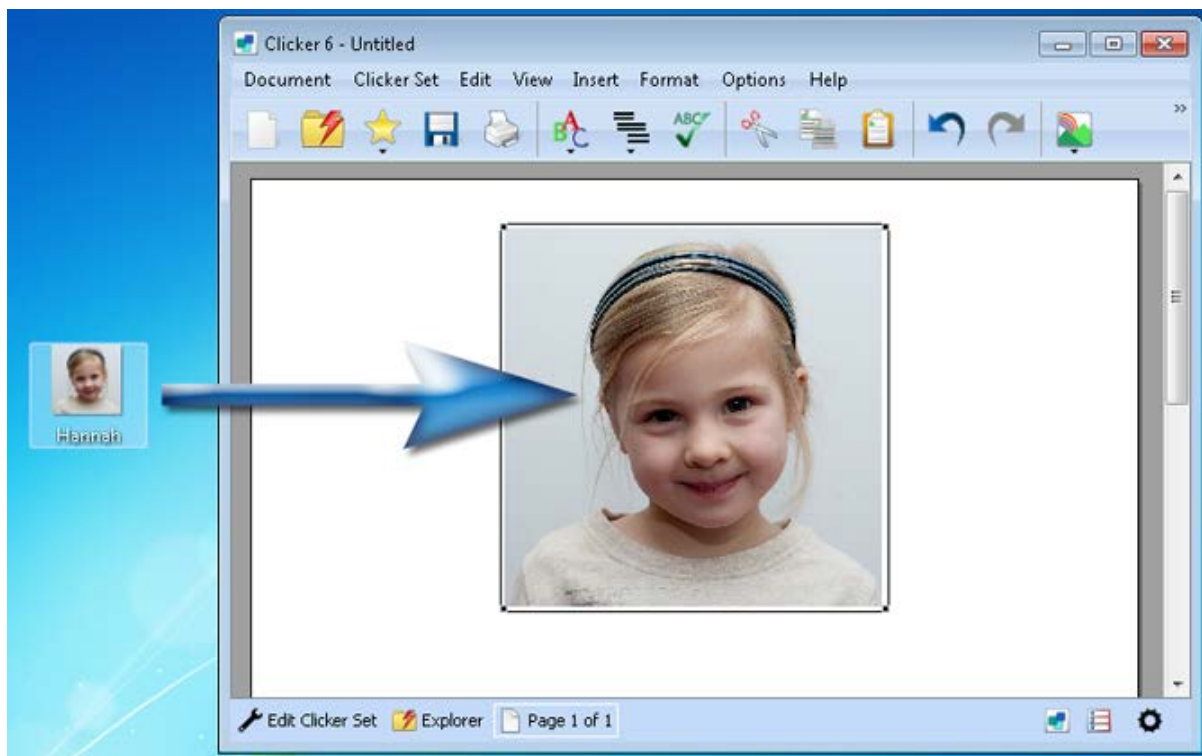 Clicker 6 - Untitled
Document Clicker Set Edit View Insert Format Options Help
B A C ABC
Hannah
Edit Clicker Set Explorer Page 1 of 1